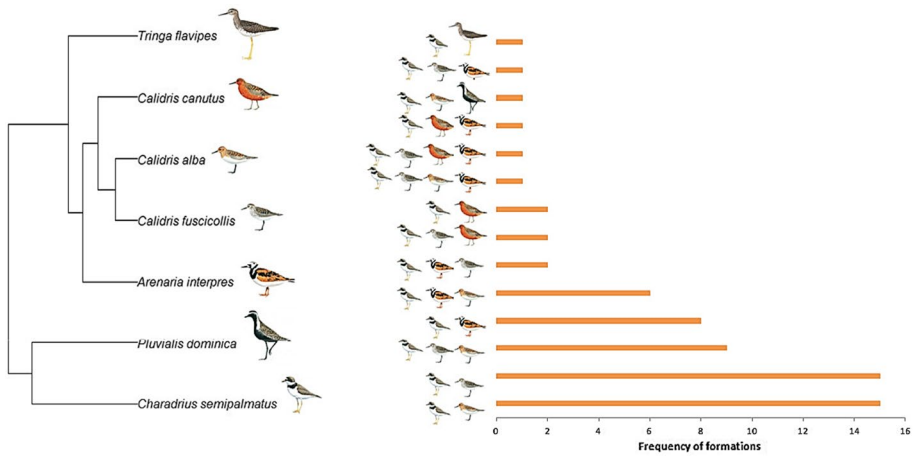 Tringa flavipes
Calidris canutus
Calidris alba
Calidris fuscicollis
Arenaria interpres
Pluvialis dominica
Charadrius semipalmatus
0 2 4 6 8 10 12 14 16
Frequency of formations